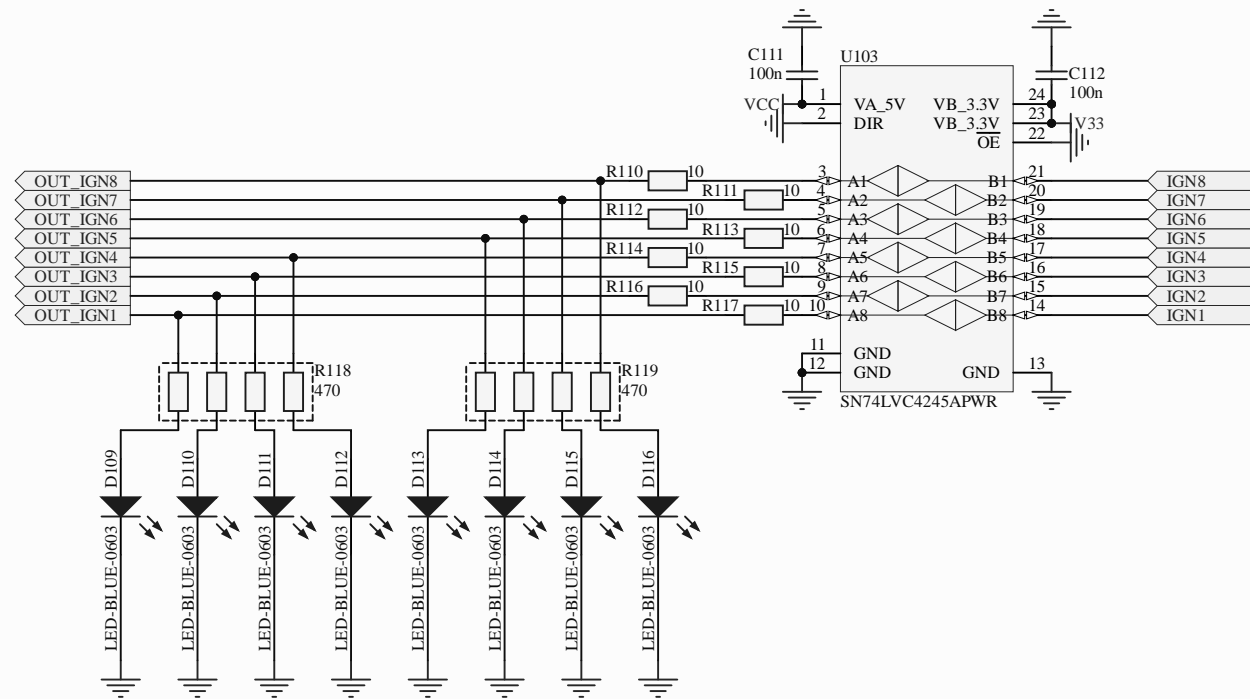 C111
100n
U103
C112
100n
VCC
1
VA_5V
VB_3.3V
24
2
DIR
VB_3.3V
23
V33
OE
22
OUT_IGN8
R110
10
3
A1
B1
21
IGN8
OUT_IGN7
R111
10
4
A2
B2
20
IGN7
OUT_IGN6
R112
10
5
A3
B3
19
IGN6
OUT_IGN5
R113
10
6
A4
B4
18
IGN5
OUT_IGN4
R114
10
7
A5
B5
17
IGN4
OUT_IGN3
R115
10
8
A6
B6
16
IGN3
OUT_IGN2
R116
10
9
A7
B7
15
IGN2
OUT_IGN1
R117
10
10
A8
B8
14
IGN1
11
GND
12
GND
GND
13
SN74LVC4245APWR
R118
470
R119
470
D109
D110
D111
D112
D113
D114
D115
D116
LED-BLUE-0603
LED-BLUE-0603
LED-BLUE-0603
LED-BLUE-0603
LED-BLUE-0603
LED-BLUE-0603
LED-BLUE-0603
LED-BLUE-0603